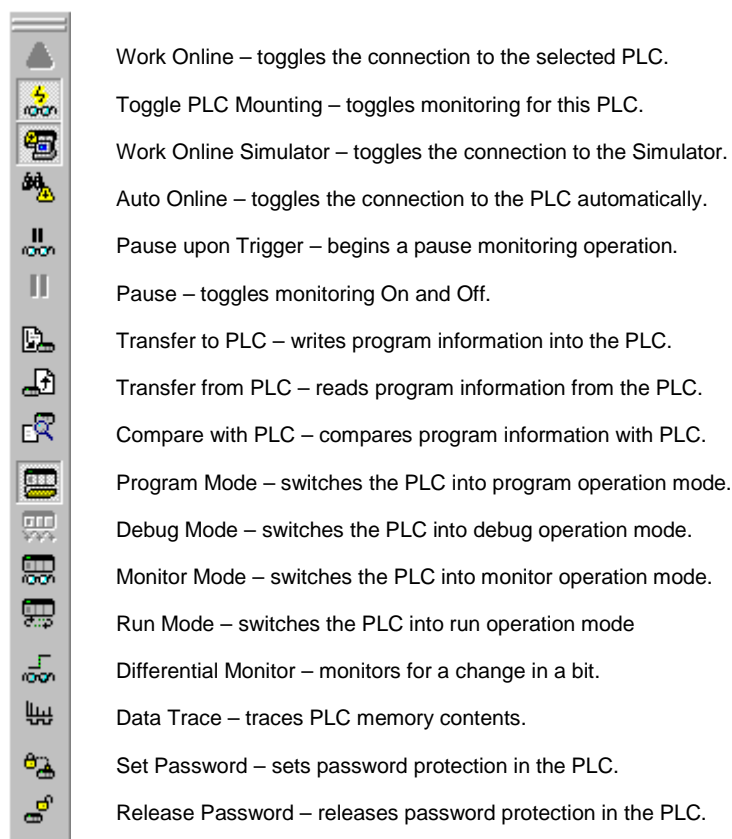 Work Online – toggles the connection to the selected PLC.
Toggle PLC Mounting – toggles monitoring for this PLC.
Work Online Simulator – toggles the connection to the Simulator.
Auto Online – toggles the connection to the PLC automatically.
Pause upon Trigger – begins a pause monitoring operation.
Pause – toggles monitoring On and Off.
Transfer to PLC – writes program information into the PLC.
Transfer from PLC – reads program information from the PLC.
Compare with PLC – compares program information with PLC.
Program Mode – switches the PLC into program operation mode.
Debug Mode – switches the PLC into debug operation mode.
Monitor Mode – switches the PLC into monitor operation mode.
Run Mode – switches the PLC into run operation mode
Differential Monitor – monitors for a change in a bit.
Data Trace – traces PLC memory contents.
Set Password – sets password protection in the PLC.
Release Password – releases password protection in the PLC.